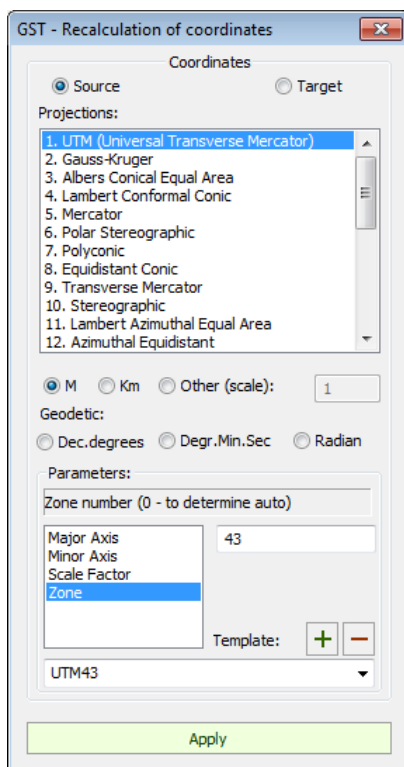 GST - Recalculation of coordinates
Coordinates
Source Target
Projections:
1. UTM (Universal Transverse Mercator)
2. Gauss-Kruger
3. Albers Conical Equal Area
4. Lambert Conformal Conic
5. Mercator
6. Polar Stereographic
7. Polyconic
8. Equidistant Conic
9. Transverse Mercator
10. Stereographic
11. Lambert Azimuthal Equal Area
12. Azimuthal Equidistant
M Km Other (scale): 1
Geodetic:
Dec.degrees Degr.Min.Sec Radian
Parameters:
Zone number (0 - to determine auto)
Major Axis
Minor Axis
Scale Factor
Zone
43
Template:
UTM43
Apply